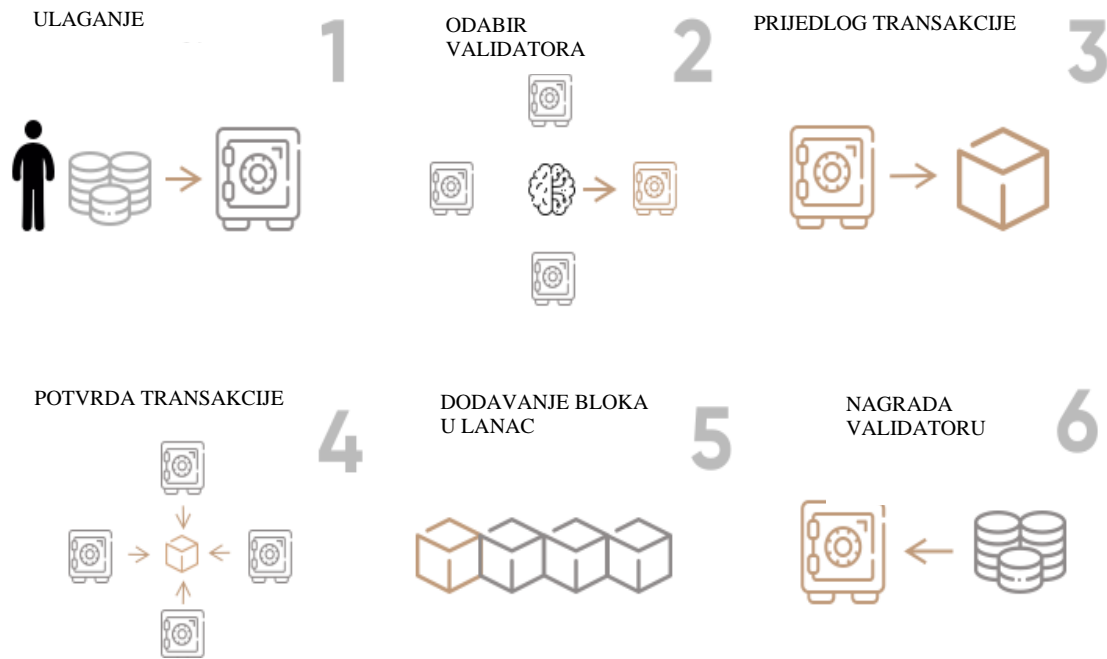 ULAGANJE
1
ODABIR
VALIDATORA
2
PRIJEDLOG TRANSAKCIJE
3
POTVRDA TRANSAKCIJE
4
DODAVANJE BLOKA
U LANAC
5
NAGRADA
VALIDATORU
6